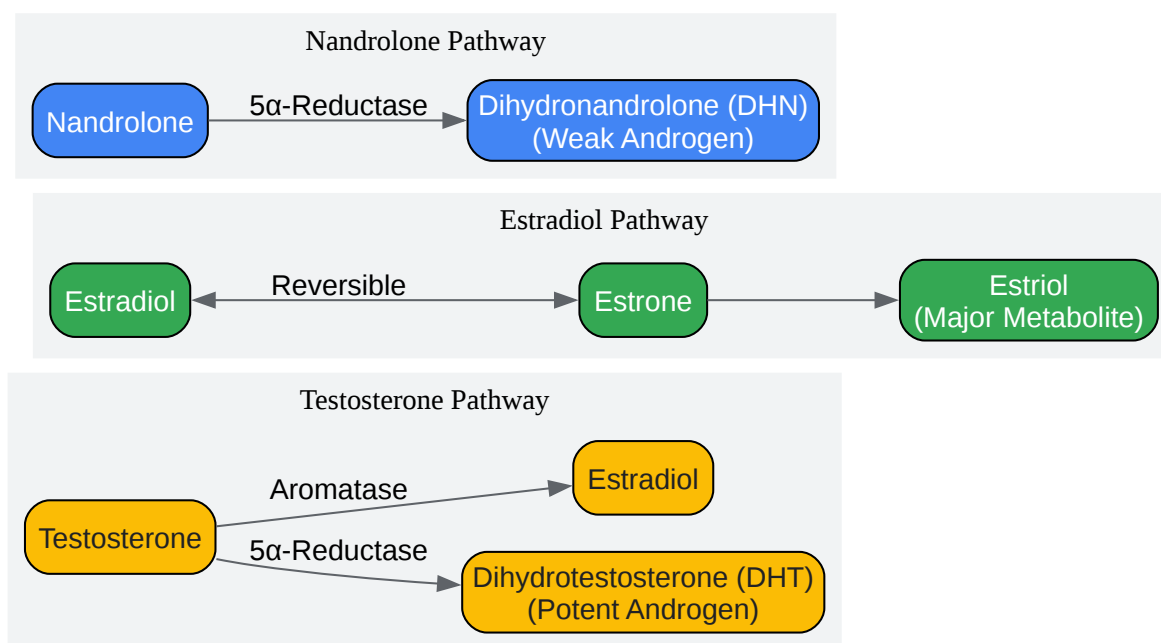 Nandrolone Pathway
Nandrolone
5α-Reductase
Dihydronandrolone (DHN)
(Weak Androgen)
Estradiol Pathway
Estradiol
Reversible
Estrone
Estriol
(Major Metabolite)
Testosterone Pathway
Testosterone
Aromatase
Estradiol
5α-Reductase
Dihydrotestosterone (DHT)
(Potent Androgen)